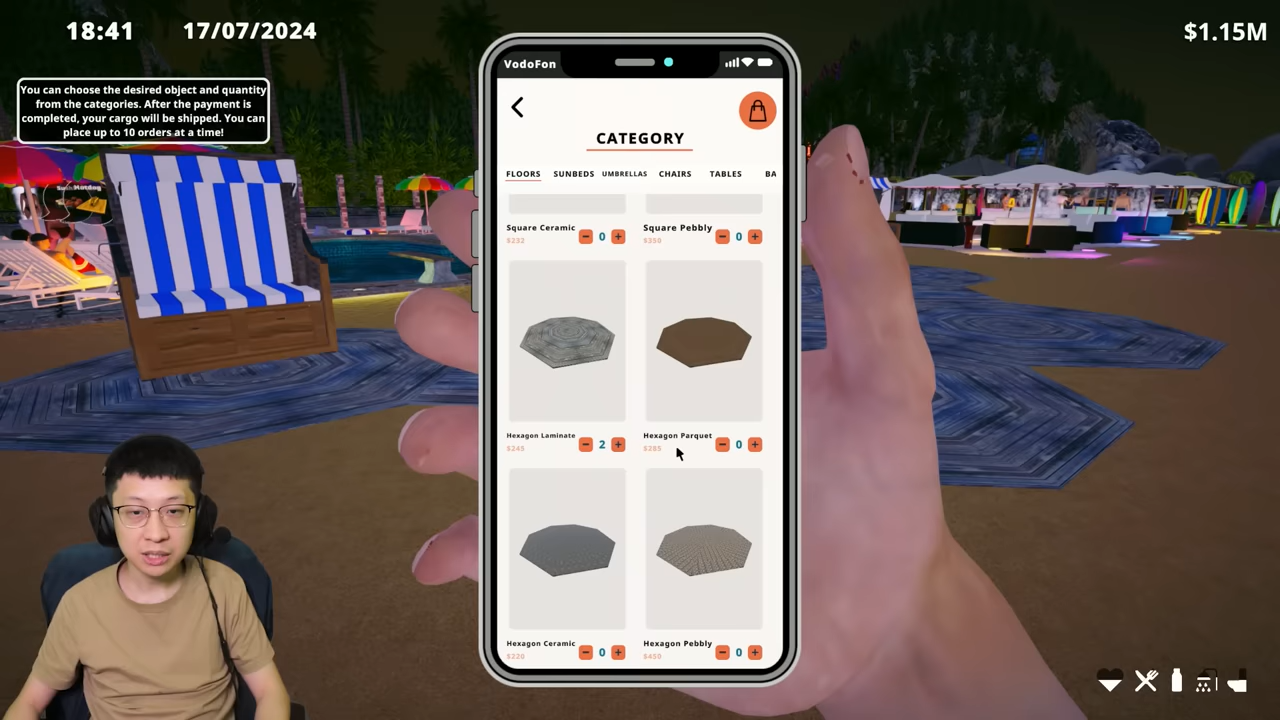 18:41
17/07/2024
$1.15M
You can choose the desired object and quantity
from the categories. After the payment is
completed, your cargo will be shipped. You can
place up to 10 orders at a time!
VodoFon
CATEGORY
FLOORS SUNBEDS UMBRELLAS CHAIRS TABLES BA
Square Ceramic
$232
0
Square Pebbly
$350
0
Hexagon Laminate
$245
2
Hexagon Parquet
$285
0
Hexagon Ceramic
$220
0
Hexagon Pebbly
$450
0